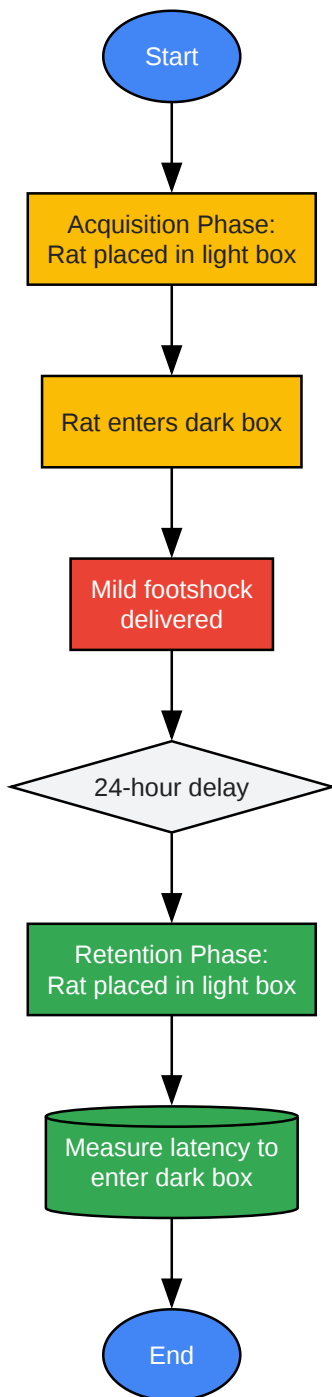 Start
Acquisition Phase:
Rat placed in light box
Rat enters dark box
Mild footshock
delivered
24-hour delay
Retention Phase:
Rat placed in light box
Measure latency to
enter dark box
End